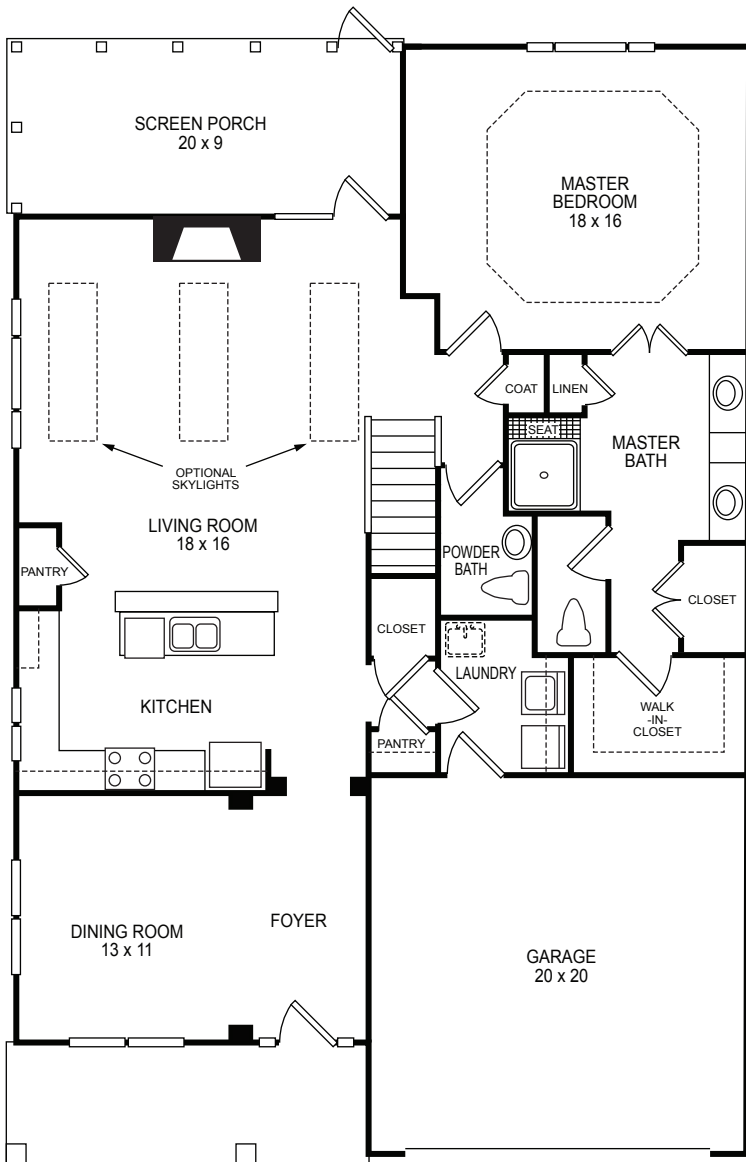 SCREEN PORCH
20 x 9
MASTER
BEDROOM
18 x 16
COAT
LINEN
SEAT
MASTER
BATH
OPTIONAL
SKYLIGHTS
LIVING ROOM
18 x 16
POWDER
BATH
PANTRY
CLOSET
CLOSET
LAUNDRY
KITCHEN
WALK
-IN-
CLOSET
PANTRY
FOYER
DINING ROOM
13 x 11
GARAGE
20 x 20